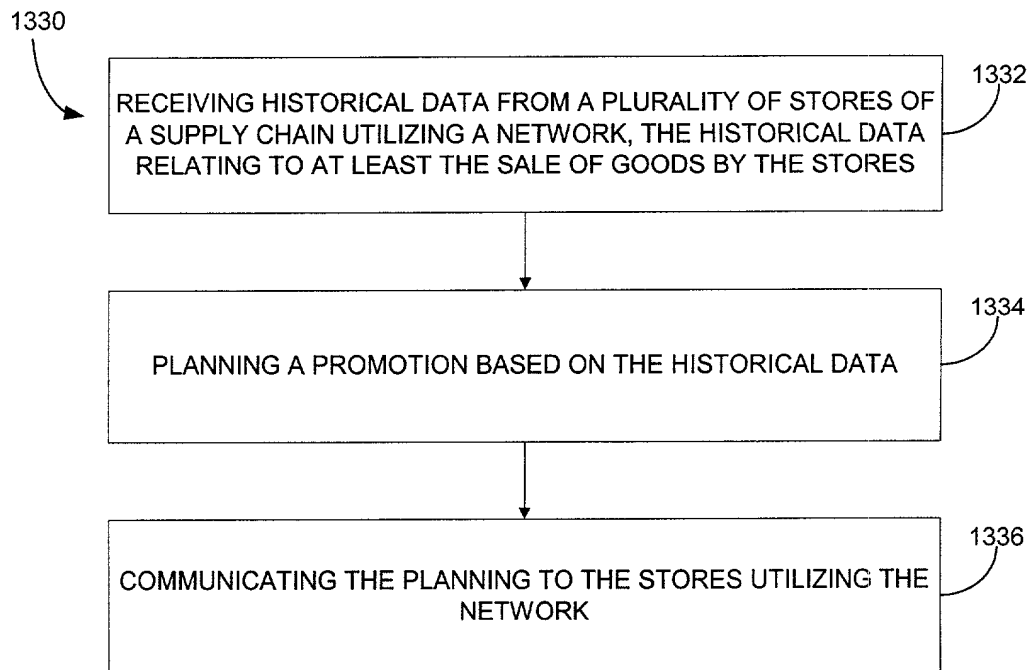 1330
1332
RECEIVING HISTORICAL DATA FROM A PLURALITY OF STORES OF
A SUPPLY CHAIN UTILIZING A NETWORK, THE HISTORICAL DATA
RELATING TO AT LEAST THE SALE OF GOODS BY THE STORES
1334
PLANNING A PROMOTION BASED ON THE HISTORICAL DATA
1336
COMMUNICATING THE PLANNING TO THE STORES UTILIZING THE
NETWORK